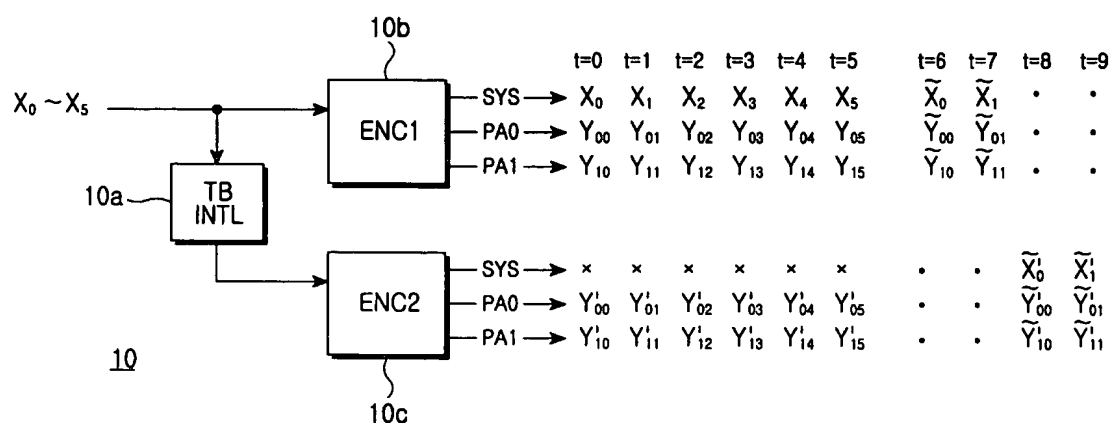 10b
t=0 t=1 t=2 t=3 t=4 t=5 t=6 t=7 t=8 t=9
X₀ ~X₅
ENC1
SYS X₀ X₁ X₂ X₃ X₄ X₅ X̃₀ X̃₁ • •
PA0 Y₀₀ Y₀₁ Y₀₂ Y₀₃ Y₀₄ Y₀₅ Ỹ₀₀ Ỹ₀₁ • •
PA1 Y₁₀ Y₁₁ Y₁₂ Y₁₃ Y₁₄ Y₁₅ Ỹ₁₀ Ỹ₁₁ • •
10a
TB
INTL
ENC2
SYS × × × × × × • • X̃'₀ X̃'₁
PA0 Y'₀₀ Y'₀₁ Y'₀₂ Y'₀₃ Y'₀₄ Y'₀₅ • • Ỹ'₀₀ Ỹ'₀₁
PA1 Y'₁₀ Y'₁₁ Y'₁₂ Y'₁₃ Y'₁₄ Y'₁₅ • • Ỹ'₁₀ Ỹ'₁₁
10
10c